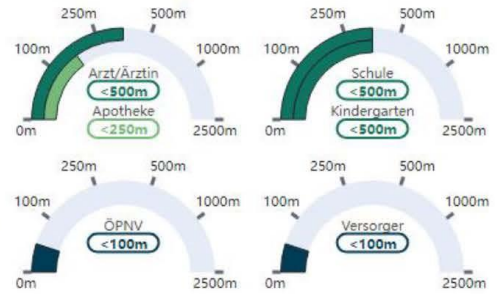 250m 500m
100m 1000m
Arzt/Ärztin
<500m
Apotheke
<250m
0m 2500m
250m 500m
100m 1000m
Schule
<500m
Kindergarten
<500m
0m 2500m
250m 500m
100m 1000m
ÖPNV
<100m
0m 2500m
250m 500m
100m 1000m
Versorger
<100m
0m 2500m